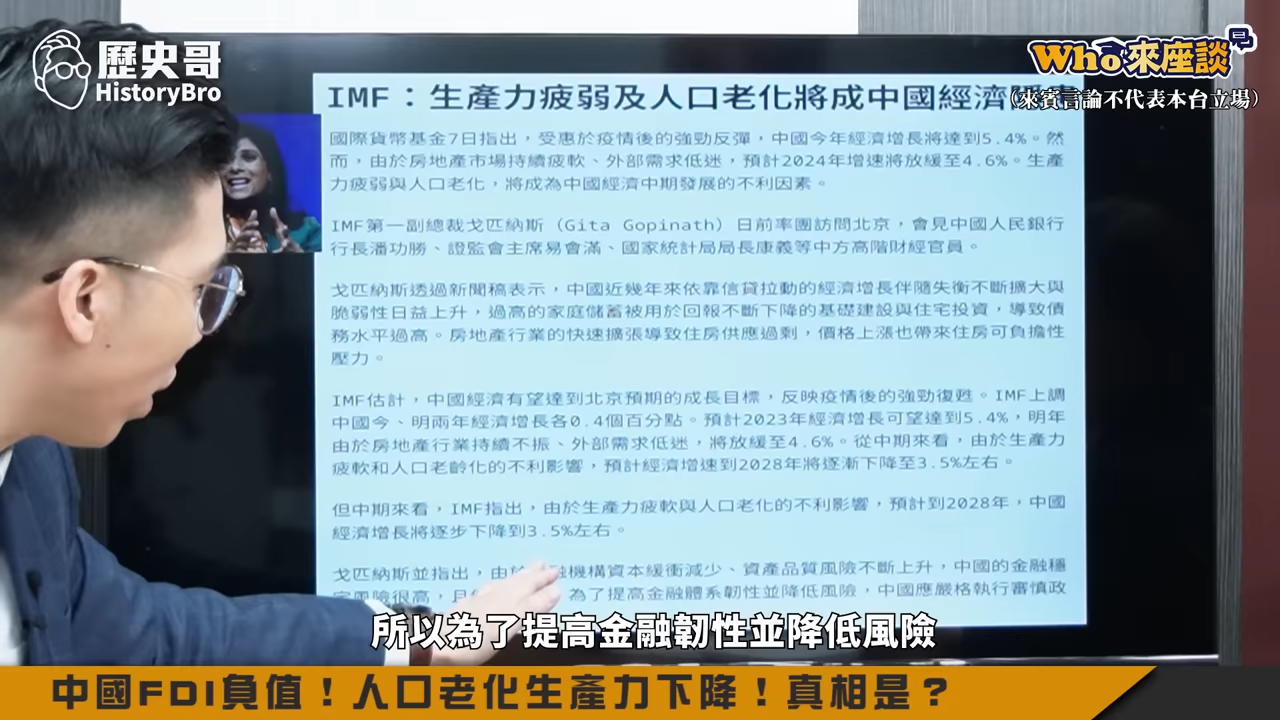 歷史哥
HistoryBro
Who來座談
(來賓言論不代表本台立場)
IMF：生產力疲弱及人口老化將成中國經濟
國際貨幣基金7日指出，受惠於疫情後的強勁反彈，中國今年經濟增長將達到5.4%。然
而，由於房地產市場持續疲軟、外部需求低迷，預計2024年增速將放緩至4.6%。生產
力疲弱與人口老化，將成為中國經濟中期發展的不利因素。
IMF第一副總裁戈匹納斯（Gita Gopinath）日前率團訪問北京，會見中國人民銀行
行長潘功勝、證監會主席易會滿、國家統計局局長康義等中方高階財經官員。
戈匹納斯透過新聞稿表示，中國近幾年來依靠信貸拉動的經濟增長伴隨失衡不斷擴大與
脆弱性日益上升，過高的家庭儲蓄被用於回報不斷下降的基礎建設與住宅投資，導致債
務水平過高。房地產行業的快速擴張導致住房供應過剩，價格上漲也帶來住房可負擔性
壓力。
IMF估計，中國經濟有望達到北京預期的成長目標，反映疫情後的強勁復甦。IMF上調
中國今、明兩年經濟增長各0.4個百分點。預計2023年經濟增長可望達到5.4%，明年
由於房地產行業持續不振、外部需求低迷，將放緩至4.6%。從中期來看，由於生產力
疲軟和人口老齡化的不利影響，預計經濟增速到2028年將逐漸下降至3.5%左右。
但中期來看，IMF指出，由於生產力疲軟與人口老化的不利影響，預計到2028年，中國
經濟增長將逐步下降到3.5%左右。
戈匹納斯並指出，由於 融機構資本緩衝減少、資產品質風險不斷上升，中國的金融穩
定風險很高， 為了提高金融體系韌性並降低風險，中國應嚴格執行審慎政
所以為了提高金融韌性並降低風險
中國FDI負值！人口老化生產力下降！真相是？